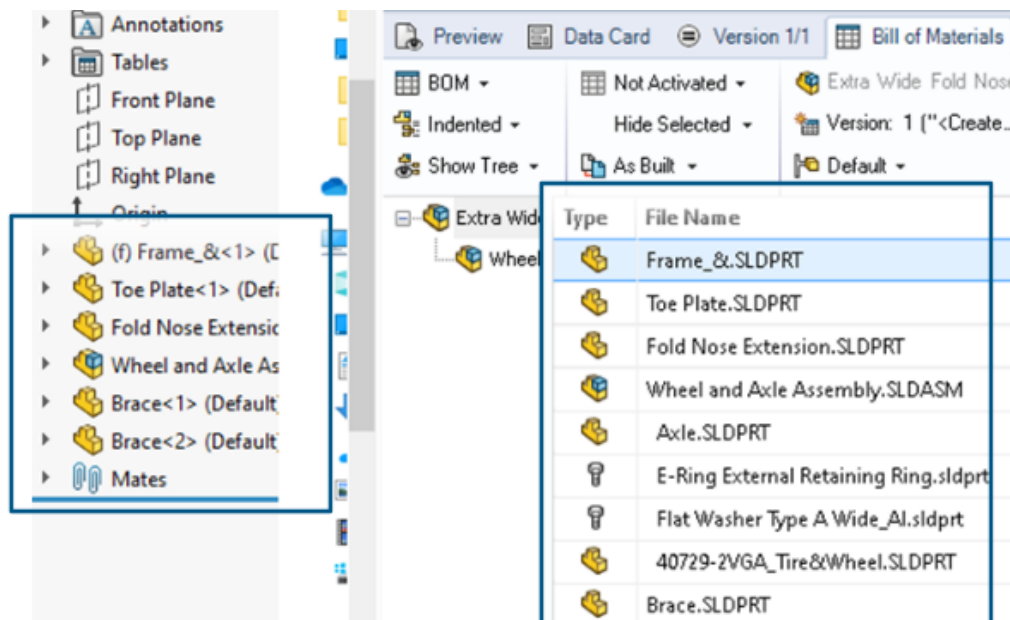 Annotations
Tables
Front Plane
Top Plane
Right Plane
Origin
(f) Frame_&<1> (D
Toe Plate<1> (Defa
Fold Nose Extensic
Wheel and Axle As
Brace<1> (Default)
Brace<2> (Default)
Mates
Preview Data Card Version 1/1 Bill of Materials
BOM Not Activated Extra Wide Fold Nose
Indented Hide Selected Version: 1 ("<Create...
Show Tree As Built Default
Extra Wid
Wheel
Type File Name
Frame_&.SLDPRT
Toe Plate.SLDPRT
Fold Nose Extension.SLDPRT
Wheel and Axle Assembly.SLDASM
Axle.SLDPRT
E-Ring External Retaining Ring.sldprt
Flat Washer Type A Wide_AI.sldprt
40729-2VGA_Tire&Wheel.SLDPRT
Brace.SLDPRT